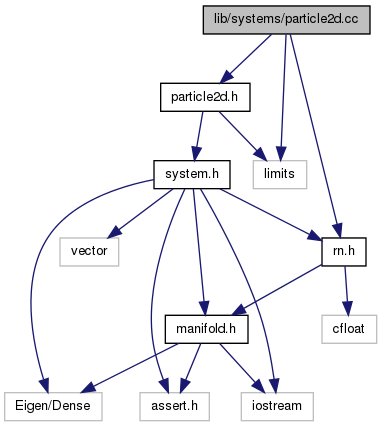 lib/systems/particle2d.cc
particle2d.h
system.h
limits
vector
rn.h
manifold.h
cfloat
Eigen/Dense
assert.h
iostream